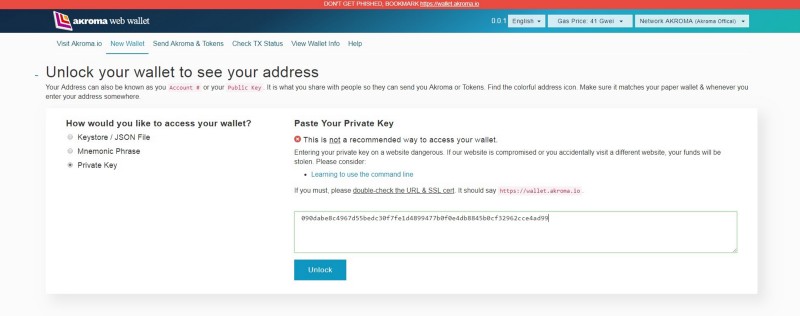 DON'T GET PHISHED, BOOKMARK https://wallet.akroma.io
akroma web wallet 0.0.1 English Gas Price: 41 Gwei Network AKROMA (Akroma Offical)
Visit Akroma.io New Wallet Send Akroma & Tokens Check TX Status View Wallet Info Help
Unlock your wallet to see your address
Your Address can also be known as you Account # or your Public Key. It is what you share with people so they can send you Akroma or Tokens. Find the colorful address icon. Make sure it matches your paper wallet & whenever you
enter your address somewhere.
How would you like to access your wallet?
Keystore / JSON File
Mnemonic Phrase
Private Key
Paste Your Private Key
This is not a recommended way to access your wallet.
Entering your private key on a website dangerous. If our website is compromised or you accidentally visit a different website, your funds will be
stolen. Please consider:
Learning to use the command line
If you must, please double-check the URL & SSL cert. It should say https://wallet.akroma.io
090dabe8c4967d55bedc30f7fe1d4899477b0f0e4db8845b0cf32962cce4ad99
Unlock